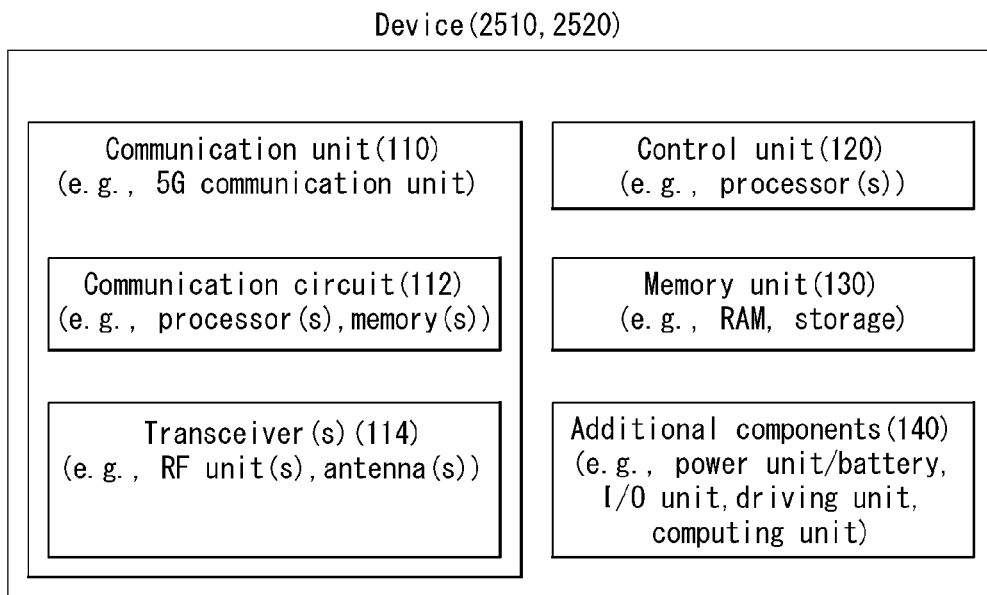 Device(2510,2520)
Communication unit(110)
(e.g., 5G communication unit)
Communication circuit(112)
(e.g., processor(s),memory(s))
Transceiver(s)(114)
(e.g., RF unit(s),antenna(s))
Control unit(120)
(e.g., processor(s))
Memory unit(130)
(e.g., RAM, storage)
Additional components(140)
(e.g., power unit/battery,
I/O unit,driving unit,
computing unit)